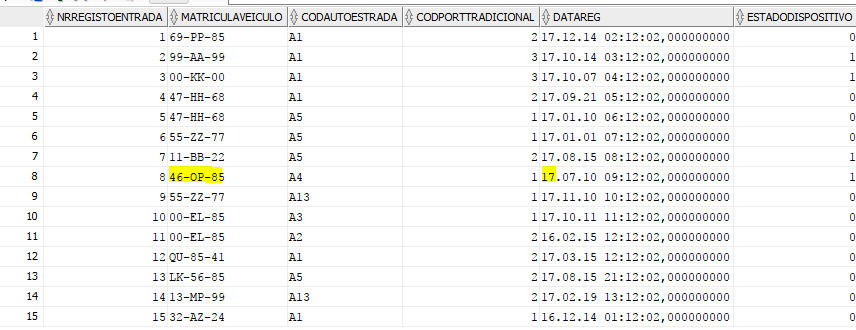 NRREGISTOENTRADA MATRICULAVEICULO CODAUTOESTRADA CODPORTTRADICIONAL DATAREG ESTADODISPOSITIVO
1 1 69-PP-85 A1 2 17.12.14 02:12:02,000000000 0
2 2 99-AA-99 A1 3 17.10.14 03:12:02,000000000 1
3 3 00-KK-00 A1 3 17.10.07 04:12:02,000000000 1
4 4 47-HH-68 A1 2 17.09.21 05:12:02,000000000 0
5 5 47-HH-68 A5 1 17.01.10 06:12:02,000000000 0
6 6 55-ZZ-77 A5 1 17.01.01 07:12:02,000000000 0
7 7 11-BB-22 A5 2 17.08.15 08:12:02,000000000 1
8 8 46-OP-85 A4 1 17.07.10 09:12:02,000000000 1
9 9 55-ZZ-77 A13 1 17.11.10 10:12:02,000000000 0
10 10 00-EL-85 A3 1 17.10.11 11:12:02,000000000 0
11 11 00-EL-85 A2 2 16.02.15 12:12:02,000000000 0
12 12 QU-85-41 A1 2 17.03.15 12:12:02,000000000 0
13 13 LK-56-85 A5 2 17.08.15 21:12:02,000000000 0
14 14 13-MP-99 A13 2 17.02.19 13:12:02,000000000 0
15 15 32-AZ-24 A1 1 16.12.14 01:12:02,000000000 0